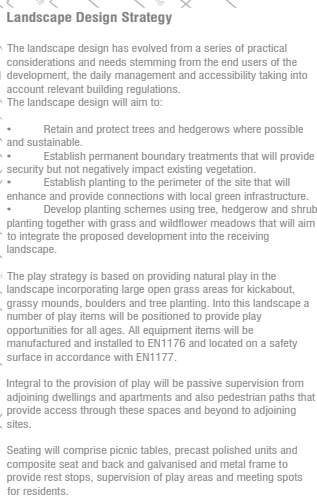 Landscape Design Strategy
The landscape design has evolved from a series of practical
considerations and needs stemming from the end users of the
development, the daily management and accessibility taking into
account relevant building regulations.
The landscape design will aim to:
• Retain and protect trees and hedgerows where possible
and sustainable.
• Establish permanent boundary treatments that will provide
security but not negatively impact existing vegetation.
• Establish planting to the perimeter of the site that will
enhance and provide connections with local green infrastructure.
• Develop planting schemes using tree, hedgerow and shrub
planting together with grass and wildflower meadows that will aim
to integrate the proposed development into the receiving
landscape.
The play strategy is based on providing natural play in the
landscape incorporating large open grass areas for kickabout,
grassy mounds, boulders and tree planting. Into this landscape a
number of play items will be positioned to provide play
opportunities for all ages. All equipment items will be
manufactured and installed to EN1176 and located on a safety
surface in accordance with EN1177.
Integral to the provision of play will be passive supervision from
adjoining dwellings and apartments and also pedestrian paths that
provide access through these spaces and beyond to adjoining
sites.
Seating will comprise picnic tables, precast polished units and
composite seat and back and galvanised and metal frame to
provide rest stops, supervision of play areas and meeting spots
for residents.